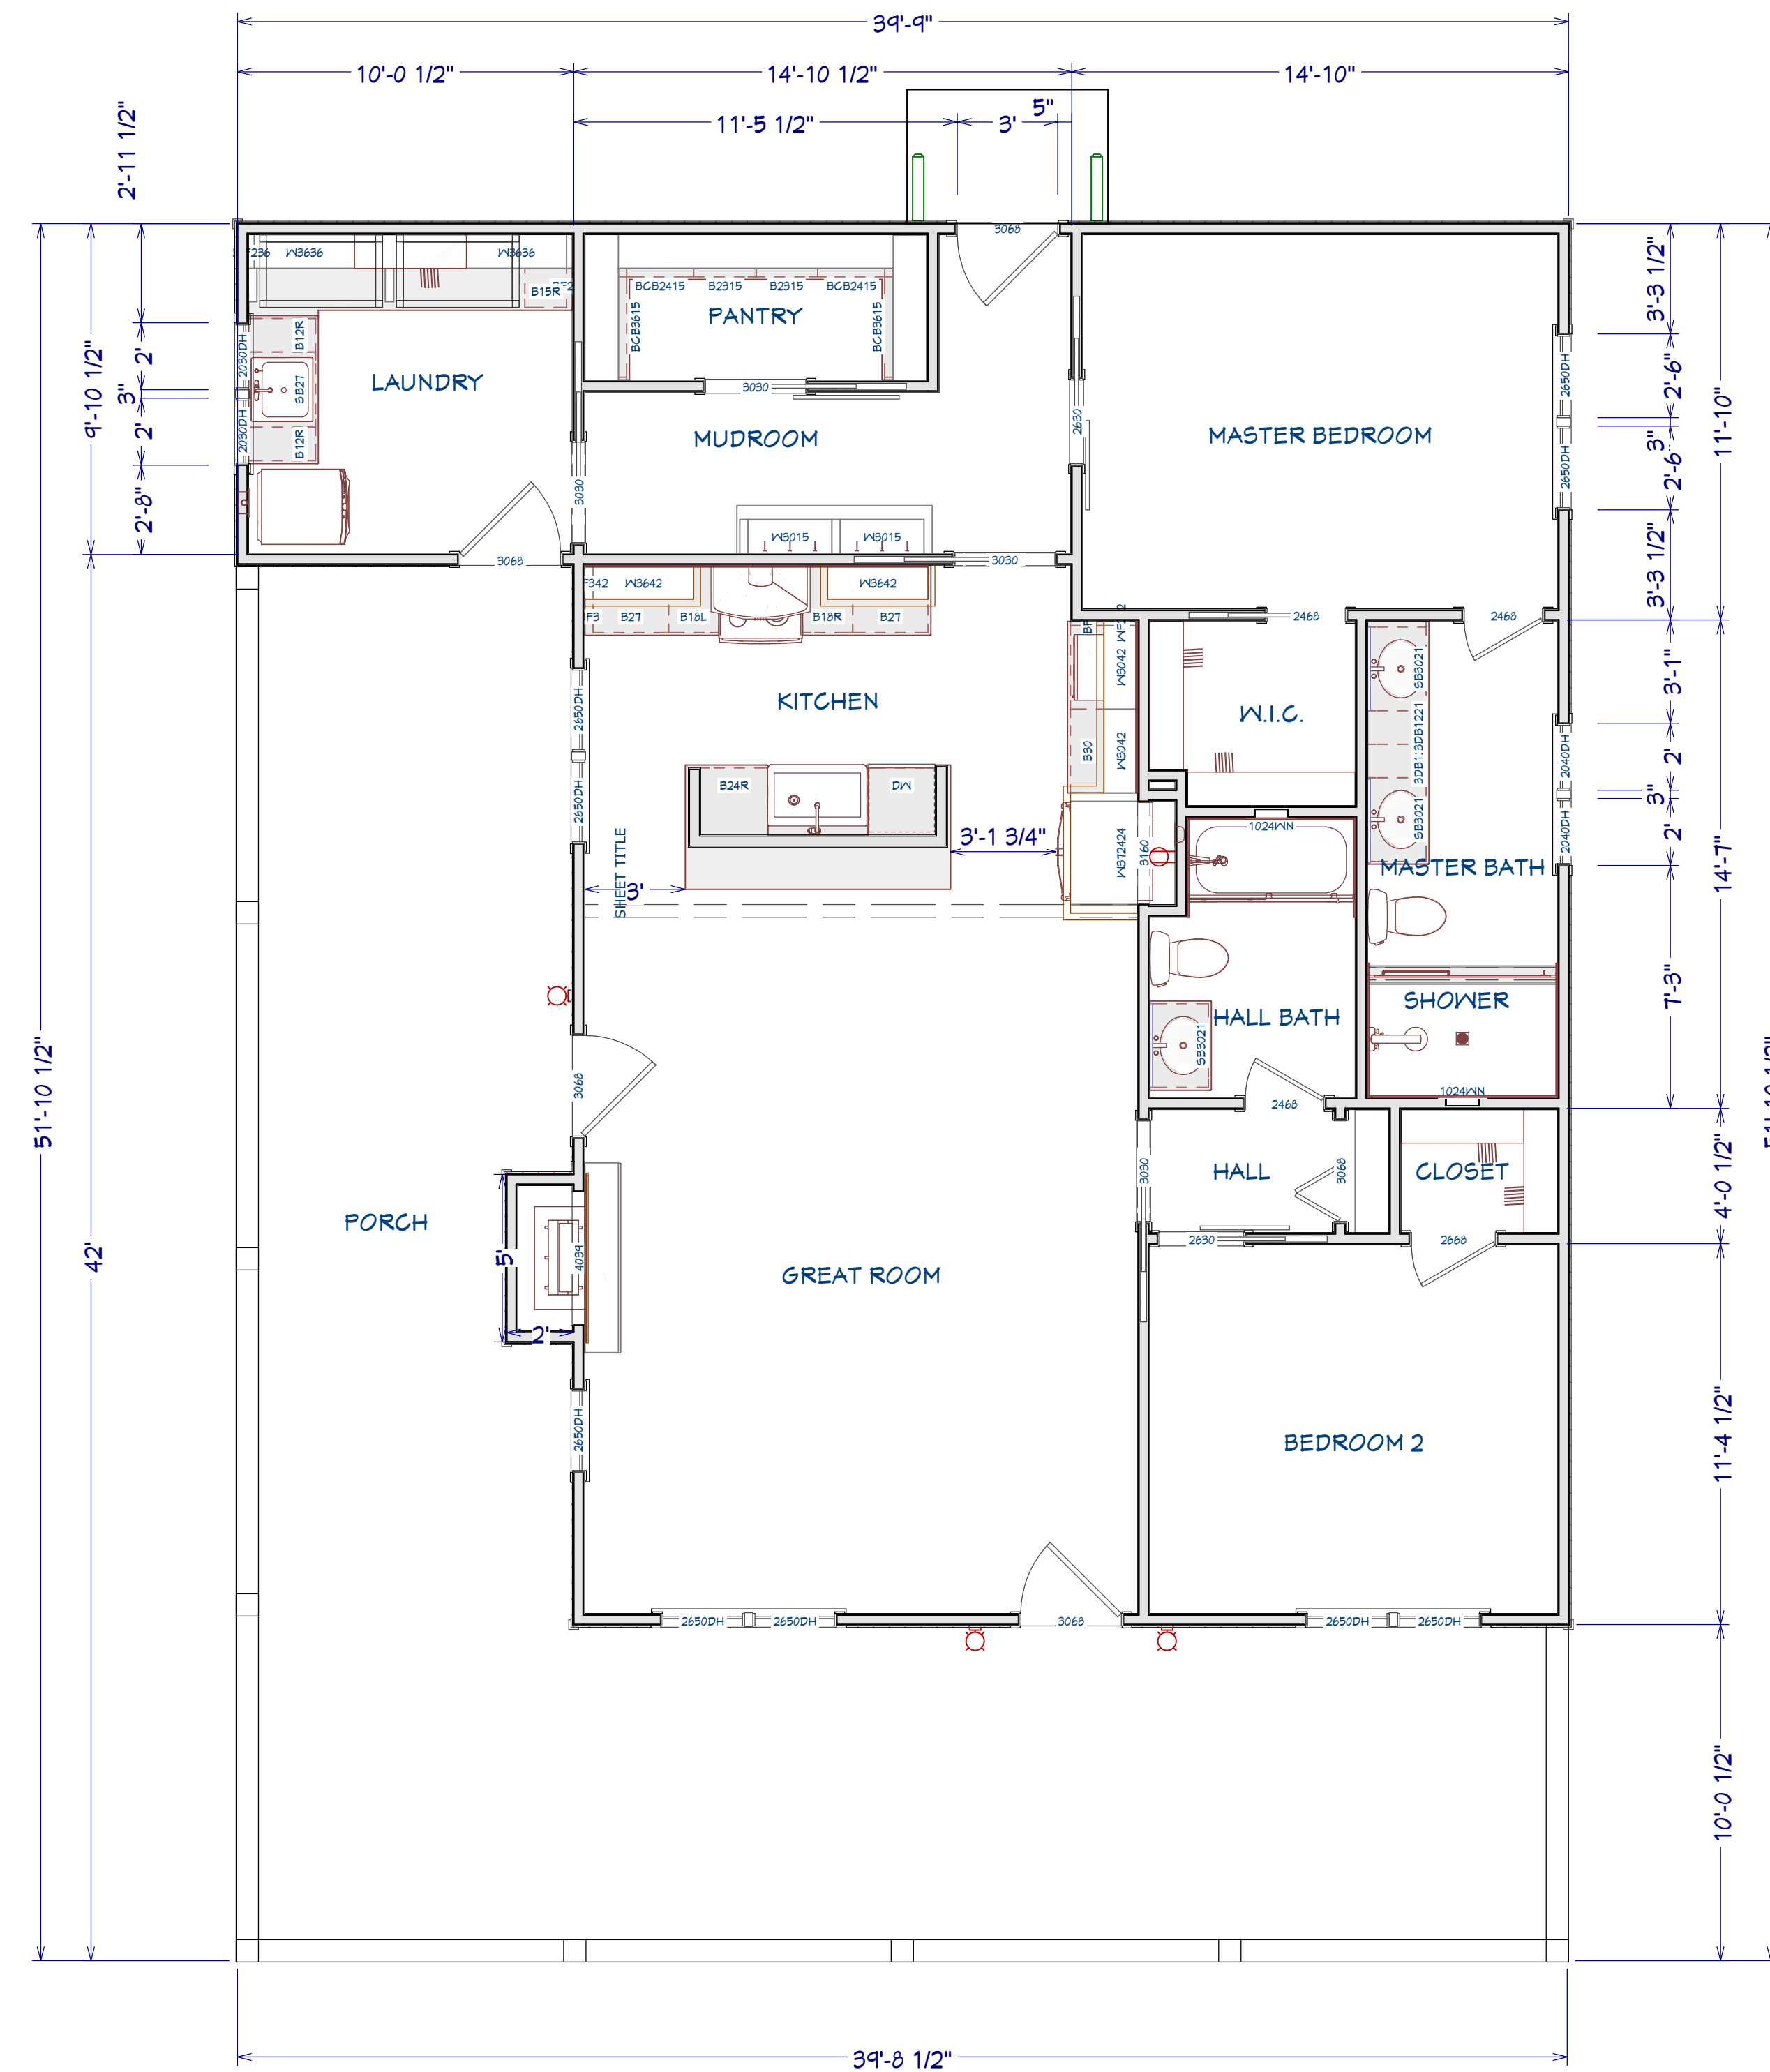 39'-9"
10'-0 1/2"
14'-10 1/2"
14'-10"
11'-5 1/2"
3'
5"
2'-11 1/2"
2'
3"
2'
2'-8"
9'-10 1/2"
51'-10 1/2"
42'
3068
W3636
W3636
B15R
B12R
SB27
B12R
2030DH
2030DH
LAUNDRY
3068
BCB2415
B2315
B2315
BCB2415
BCB3615
BCB3615
PANTRY
3030
MUDROOM
3030
W3015
W3015
3030
2630
MASTER BEDROOM
2650DH
2650DH
3'-3 1/2"
2'-6"
3"
2'-6"
3'-3 1/2"
11'-10"
F342
W3642
W3642
F3
B27
B18L
B18R
B27
2650DH
2650DH
KITCHEN
W3042
W3042
B30
B24R
DW
3'-1 3/4"
3'
SHEET TITLE
W372424
3160
2468
2468
W.I.C.
SB3021
3DB1221
SB3021
1024WN
MASTER BATH
2040DH
2040DH
3'-1"
2'
3"
2'
7'-3"
14'-7"
SHOWER
1024WN
HALL BATH
SB3021
2468
3068
HALL
3030
3068
2630
CLOSET
2668
4'-0 1/2"
PORCH
5'
2'
4039
GREAT ROOM
2650DH
BEDROOM 2
11'-4 1/2"
2650DH
2650DH
3068
2650DH
2650DH
10'-0 1/2"
39'-8 1/2"